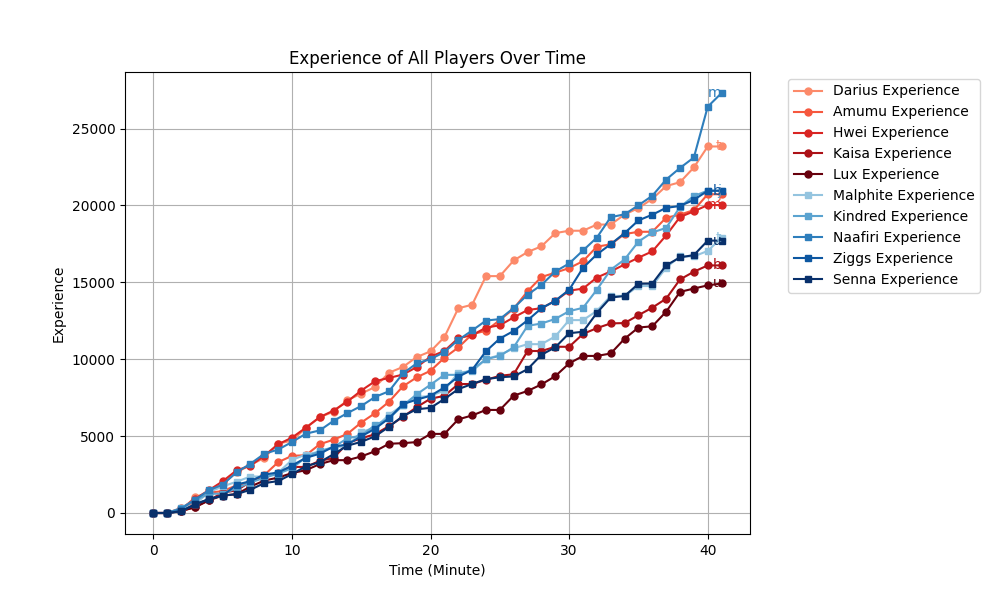 Experience of All Players Over Time
Experience
25000
20000
15000
10000
5000
0
0 10 20 30 40
Time (Minute)
m
Darius Experience
Amumu Experience
Hwei Experience
Kaisa Experience
Lux Experience
Malphite Experience
Kindred Experience
Naafiri Experience
Ziggs Experience
Senna Experience